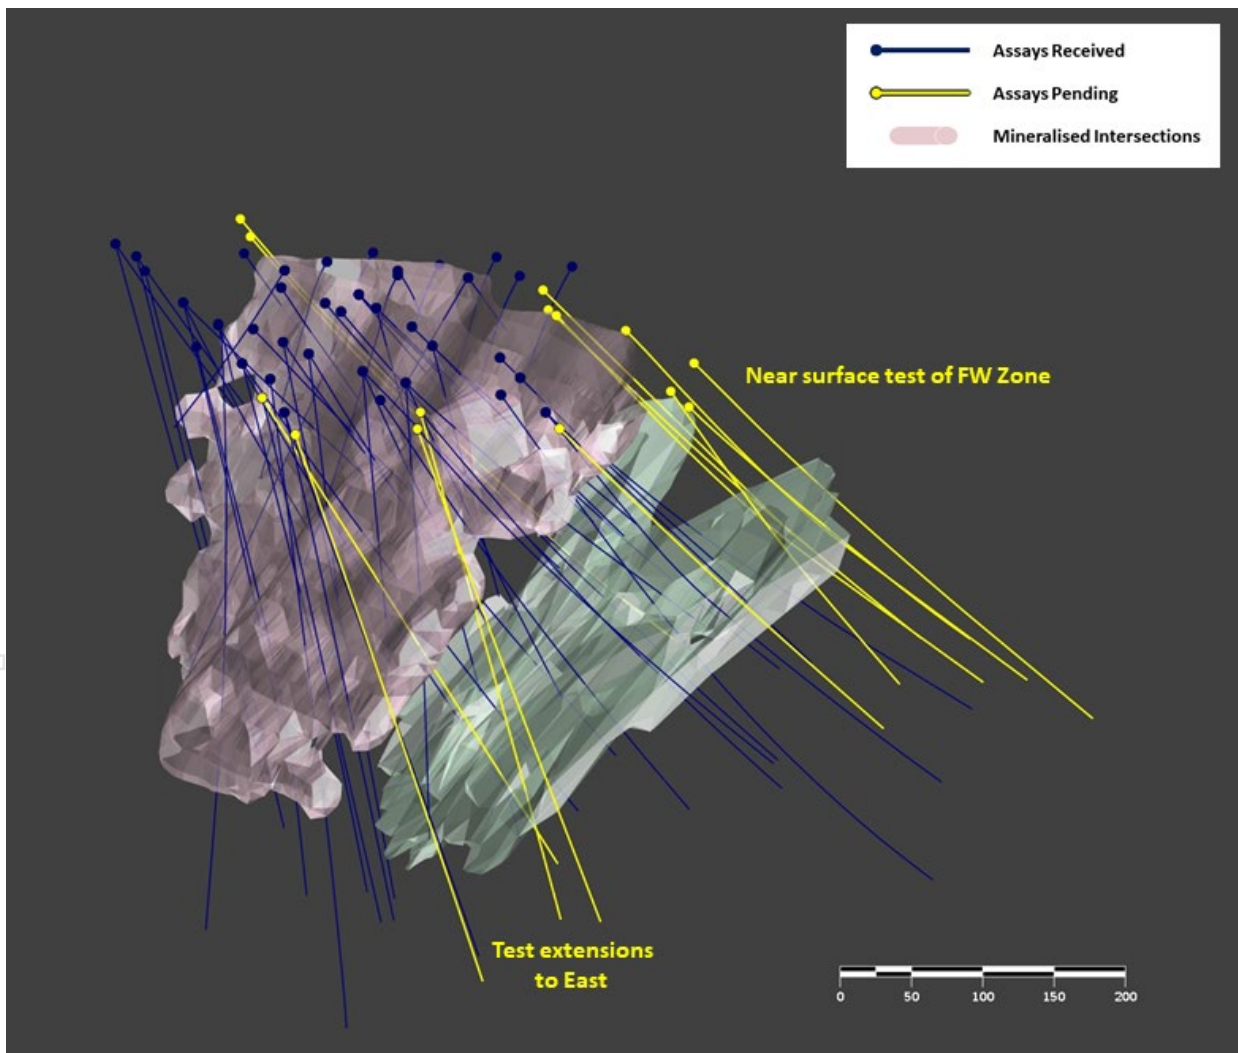 Assays Received
Assays Pending
Mineralised Intersections
Near surface test of FW Zone
Test extensions
to East
0 50 100 150 200